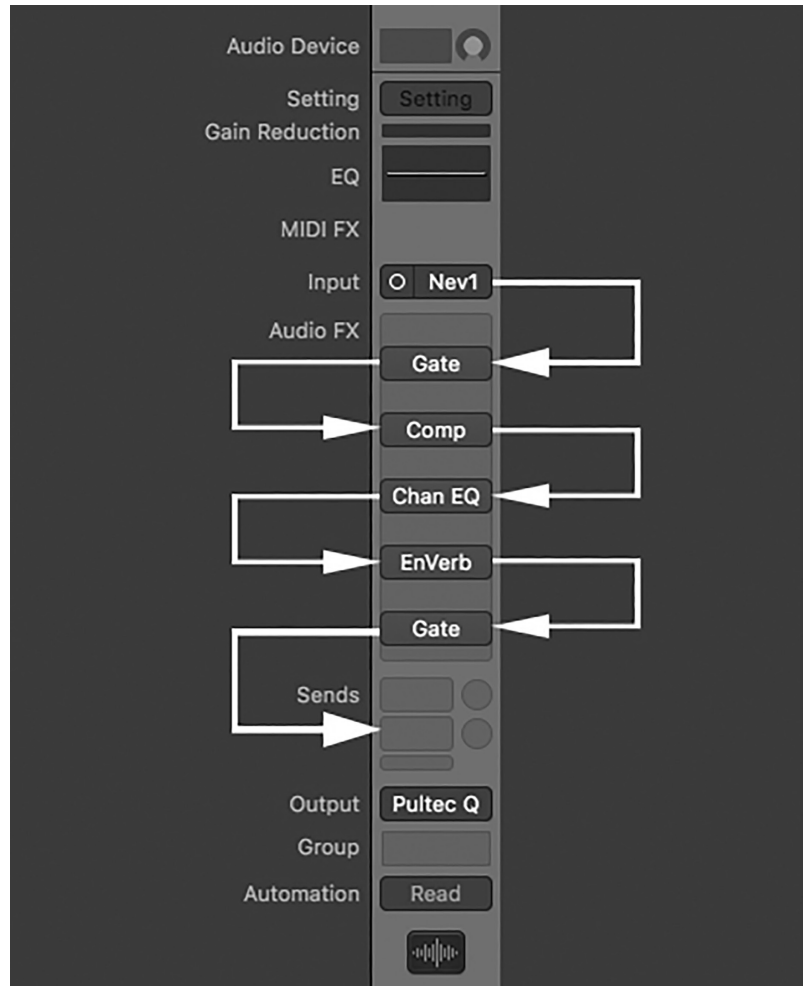 Audio Device
Setting Setting
Gain Reduction
EQ
MIDI FX
Input Nev1
Audio FX
Gate
Comp
Chan EQ
EnVerb
Gate
Sends
Output Pultec Q
Group
Automation Read